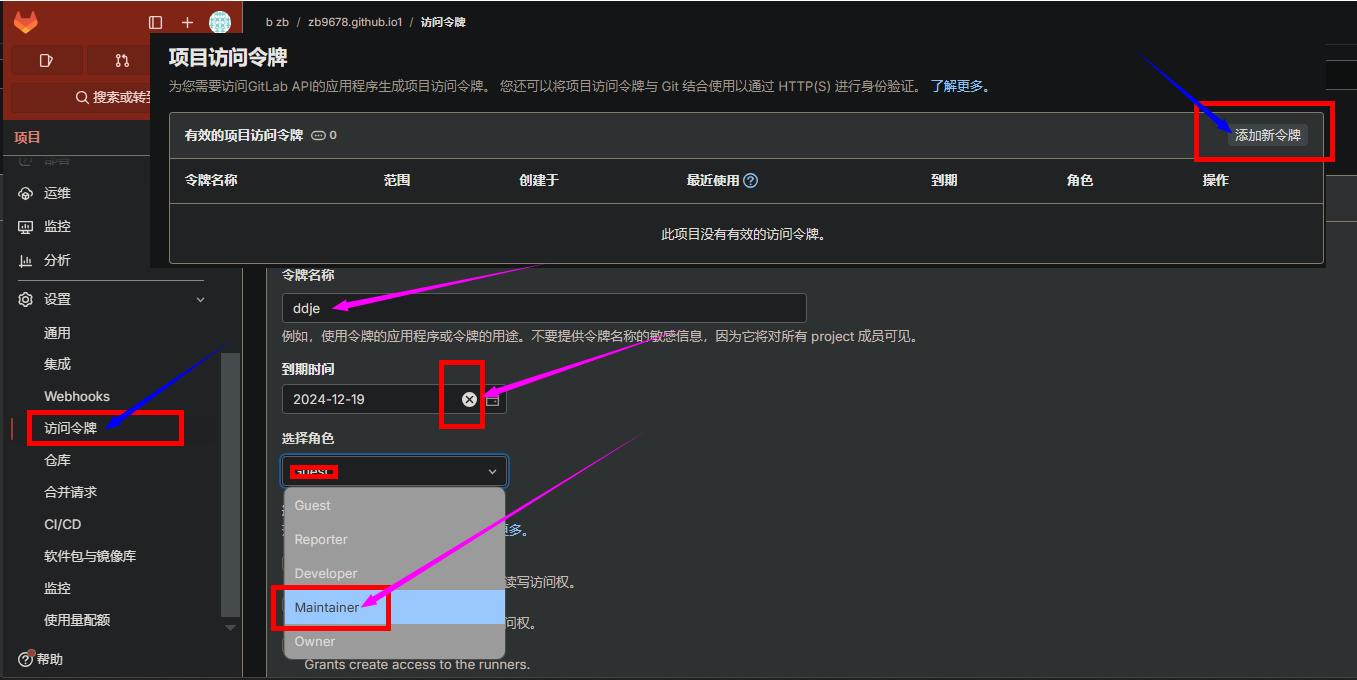 b zb / zb9678.github.io1 / 访问令牌
项目访问令牌
为您需要访问GitLab API的应用程序生成项目访问令牌。 您还可以将项目访问令牌与 Git 结合使用以通过 HTTP(S) 进行身份验证。 了解更多。
搜索或转到
有效的项目访问令牌 0
添加新令牌
项目
部署
令牌名称 范围 创建于 最近使用 到期 角色 操作
运维
监控
此项目没有有效的访问令牌。
分析
令牌名称
设置
ddje
通用
例如，使用令牌的应用程序或令牌的用途。不要提供令牌名称的敏感信息，因为它将对所有 project 成员可见。
集成
到期时间
Webhooks
2024-12-19
访问令牌
选择角色
仓库
Guest
合并请求
Guest
CI/CD
更多。
Reporter
软件包与镜像库
Developer
读写访问权。
监控
Maintainer
使用量配额
问权。
Owner
帮助
Grants create access to the runners.